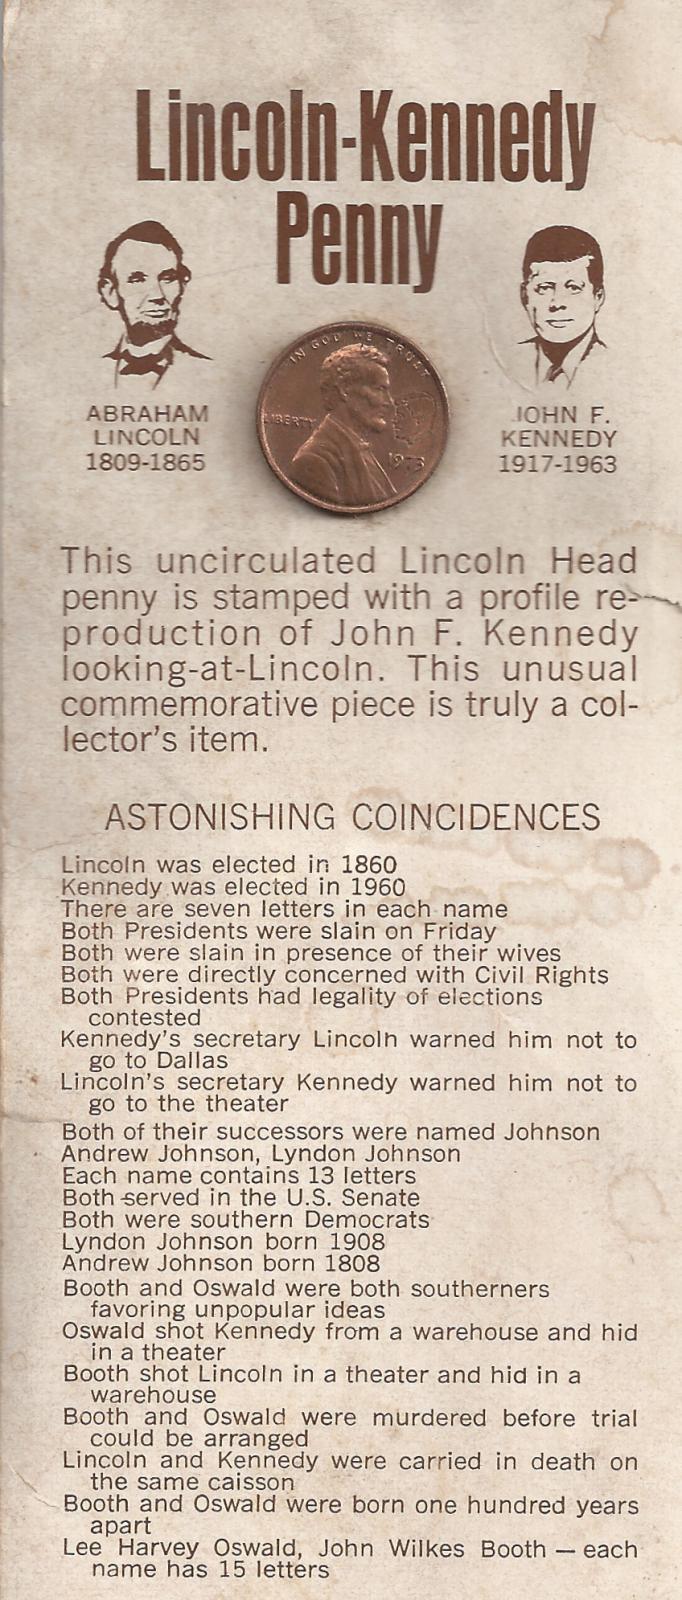 Lincoln-Kennedy
Penny
IN GOD WE TRUST
LIBERTY
1973
ABRAHAM
LINCOLN
1809-1865
JOHN F.
KENNEDY
1917-1963
This uncirculated Lincoln Head
penny is stamped with a profile re-
production of John F. Kennedy
looking-at-Lincoln. This unusual
commemorative piece is truly a col-
lector's item.
ASTONISHING COINCIDENCES
Lincoln was elected in 1860
Kennedy was elected in 1960
There are seven letters in each name
Both Presidents were slain on Friday
Both were slain in presence of their wives
Both were directly concerned with Civil Rights
Both Presidents had legality of elections
contested
Kennedy's secretary Lincoln warned him not to
go to Dallas
Lincoln's secretary Kennedy warned him not to
go to the theater
Both of their successors were named Johnson
Andrew Johnson, Lyndon Johnson
Each name contains 13 letters
Both served in the U.S. Senate
Both were southern Democrats
Lyndon Johnson born 1908
Andrew Johnson born 1808
Booth and Oswald were both southerners
favoring unpopular ideas
Oswald shot Kennedy from a warehouse and hid
in a theater
Booth shot Lincoln in a theater and hid in a
warehouse
Booth and Oswald were murdered before trial
could be arranged
Lincoln and Kennedy were carried in death on
the same caisson
Booth and Oswald were born one hundred years
apart
Lee Harvey Oswald, John Wilkes Booth — each
name has 15 letters